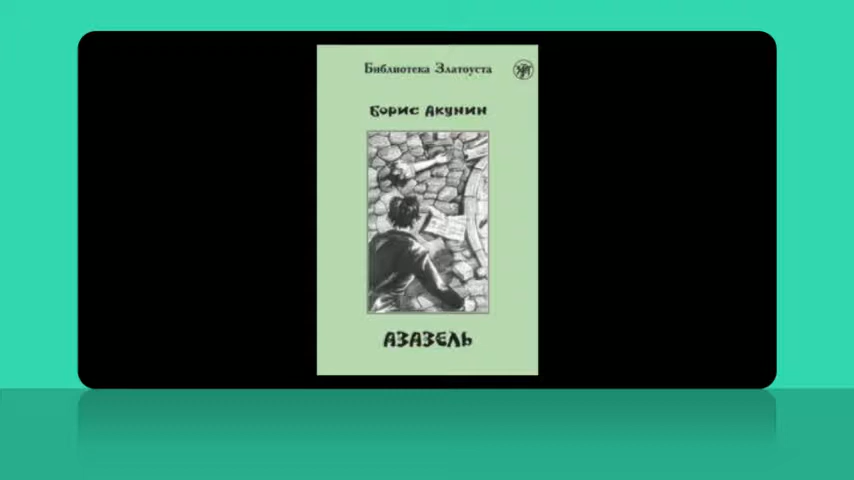 Библиотека Златоуста
Борис Акунин
АЗАЗЕЛЬ